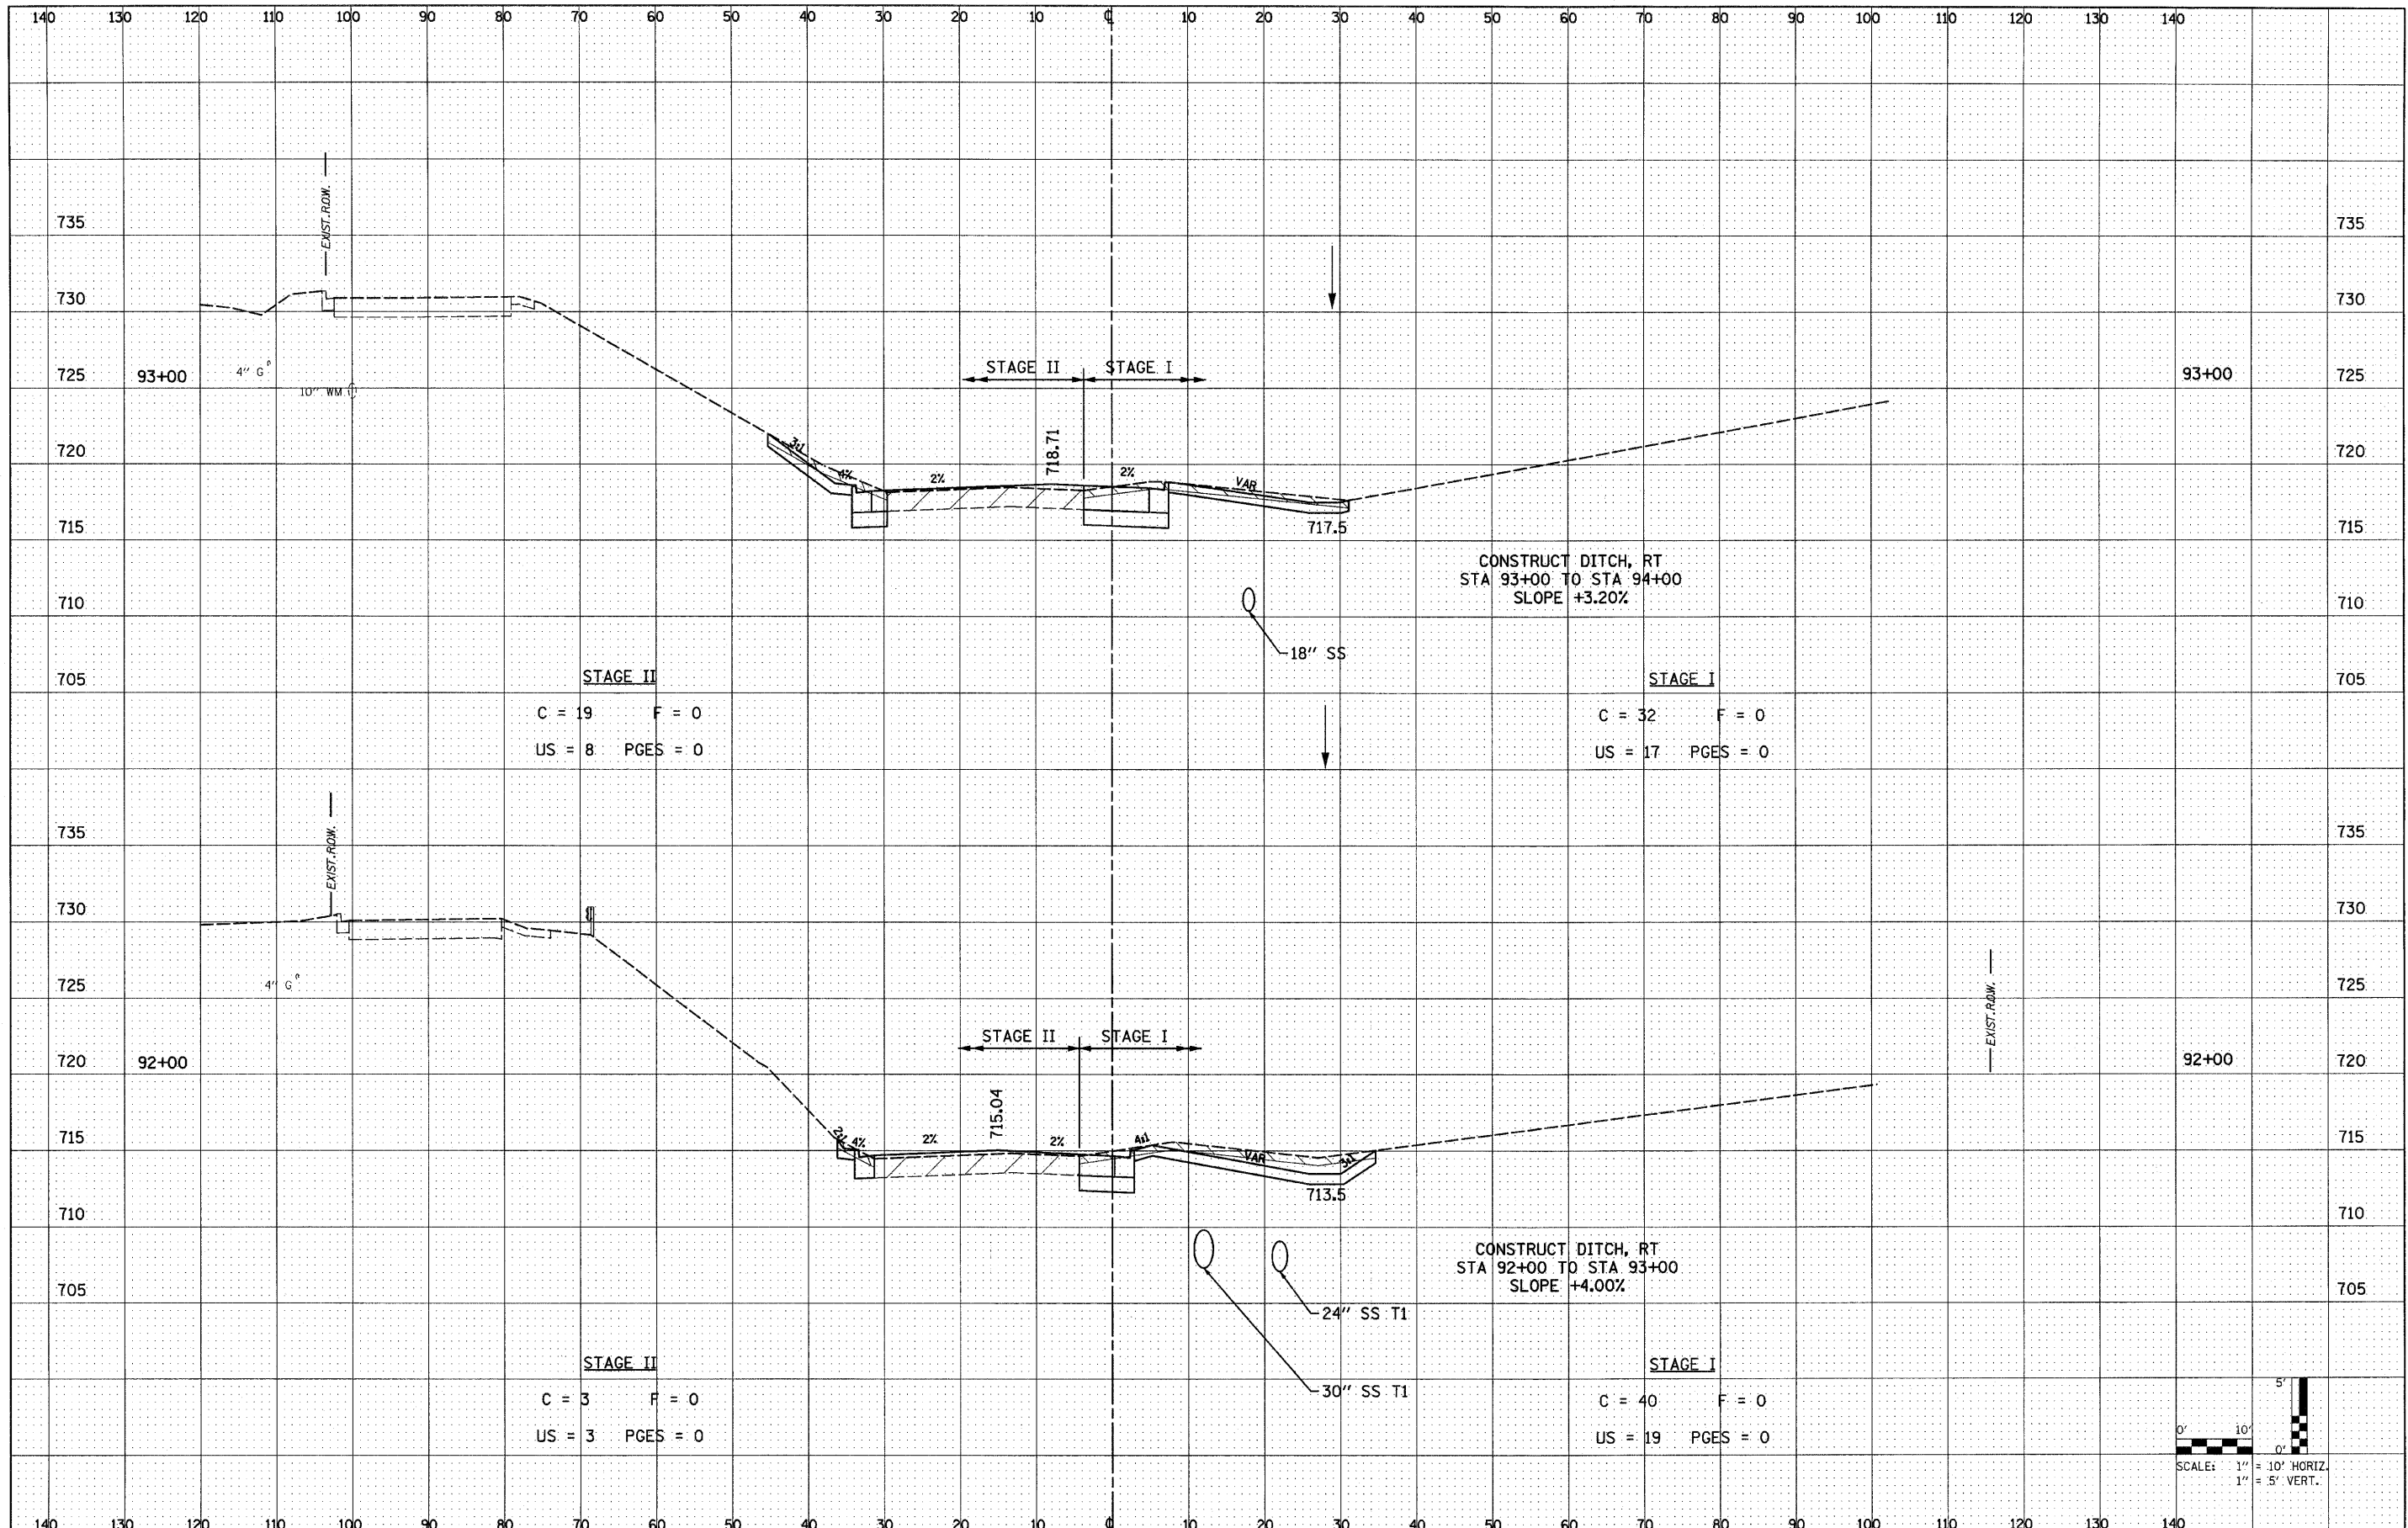 140 130 120 110 100 90 80 70 60 50 40 30 20 10 ℄ 10 20 30 40 50 60 70 80 90 100 110 120 130 140
EXIST. R.O.W.
735 735
730 730
4" G
10" WM
93+00
725 725
93+00
STAGE II STAGE I
720 720
3:1
4%
2%
718.71
2%
VAR
717.5
715 715
CONSTRUCT DITCH, RT
STA 93+00 TO STA 94+00
SLOPE +3.20%
710 710
18" SS
705 705
STAGE II
C = 19 F = 0
US = 8 PGES = 0
STAGE I
C = 32 F = 0
US = 17 PGES = 0
EXIST. R.O.W.
735 735
730 730
4" G
725 725
EXIST. R.O.W.
STAGE II STAGE I
92+00
720 720
92+00
715.04
715 715
2:1
4%
2%
2%
4:1
VAR
3:1
713.5
710 710
CONSTRUCT DITCH, RT
STA 92+00 TO STA 93+00
SLOPE +4.00%
705 705
24" SS T1
30" SS T1
STAGE II
C = 3 F = 0
US = 3 PGES = 0
STAGE I
C = 40 F = 0
US = 19 PGES = 0
5'
0' 10'
0'
SCALE: 1" = 10' HORIZ.
1" = 5' VERT.
140 130 120 110 100 90 80 70 60 50 40 30 20 10 ℄ 10 20 30 40 50 60 70 80 90 100 110 120 130 140